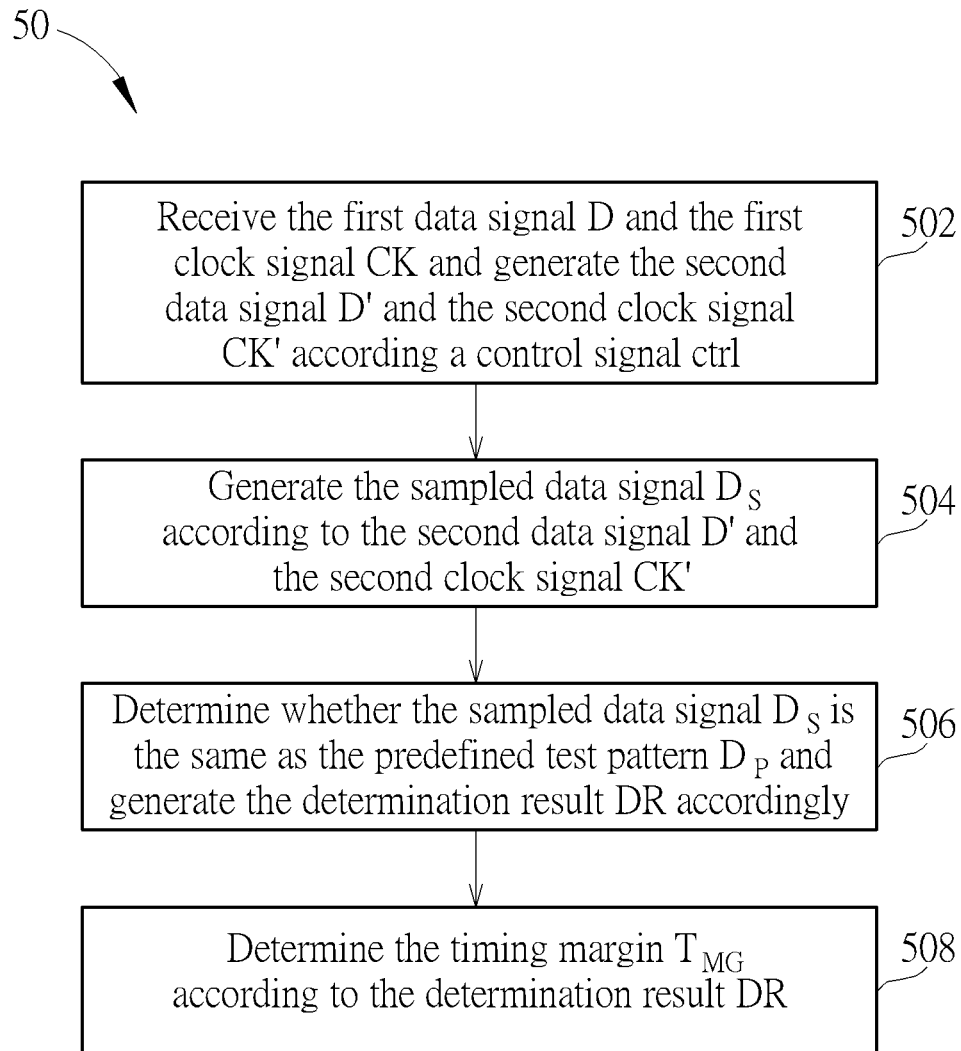 50
Receive the first data signal D and the first
clock signal CK and generate the second
data signal D' and the second clock signal
CK' according a control signal ctrl
502
Generate the sampled data signal D_S
according to the second data signal D' and
the second clock signal CK'
504
Determine whether the sampled data signal D_S is
the same as the predefined test pattern D_P and
generate the determination result DR accordingly
506
Determine the timing margin T_MG
according to the determination result DR
508